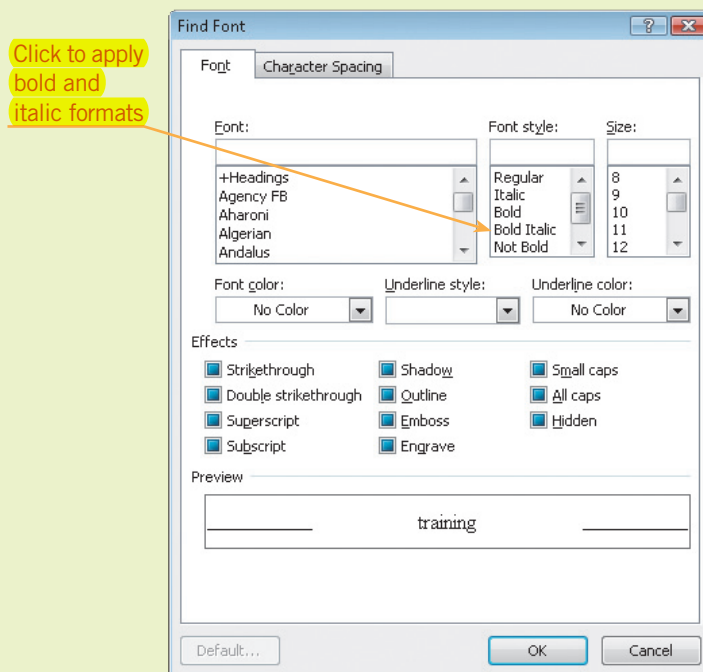 Find Font
Click to apply
bold and
italic formats
Font
Character Spacing
Font: Font style: Size:
+Headings Regular 8
Agency FB Italic 9
Aharoni Bold 10
Algerian Bold Italic 11
Andalus Not Bold 12
Font color: Underline style: Underline color:
No Color No Color
Effects
Strikethrough Shadow Small caps
Double strikethrough Outline All caps
Superscript Emboss Hidden
Subscript Engrave
Preview
training
Default... OK Cancel